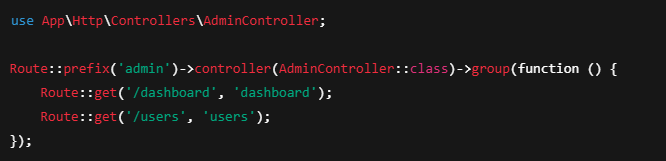 use App\Http\Controllers\AdminController;
Route::prefix('admin')->controller(AdminController::class)->group(function () {
    Route::get('/dashboard', 'dashboard');
    Route::get('/users', 'users');
});